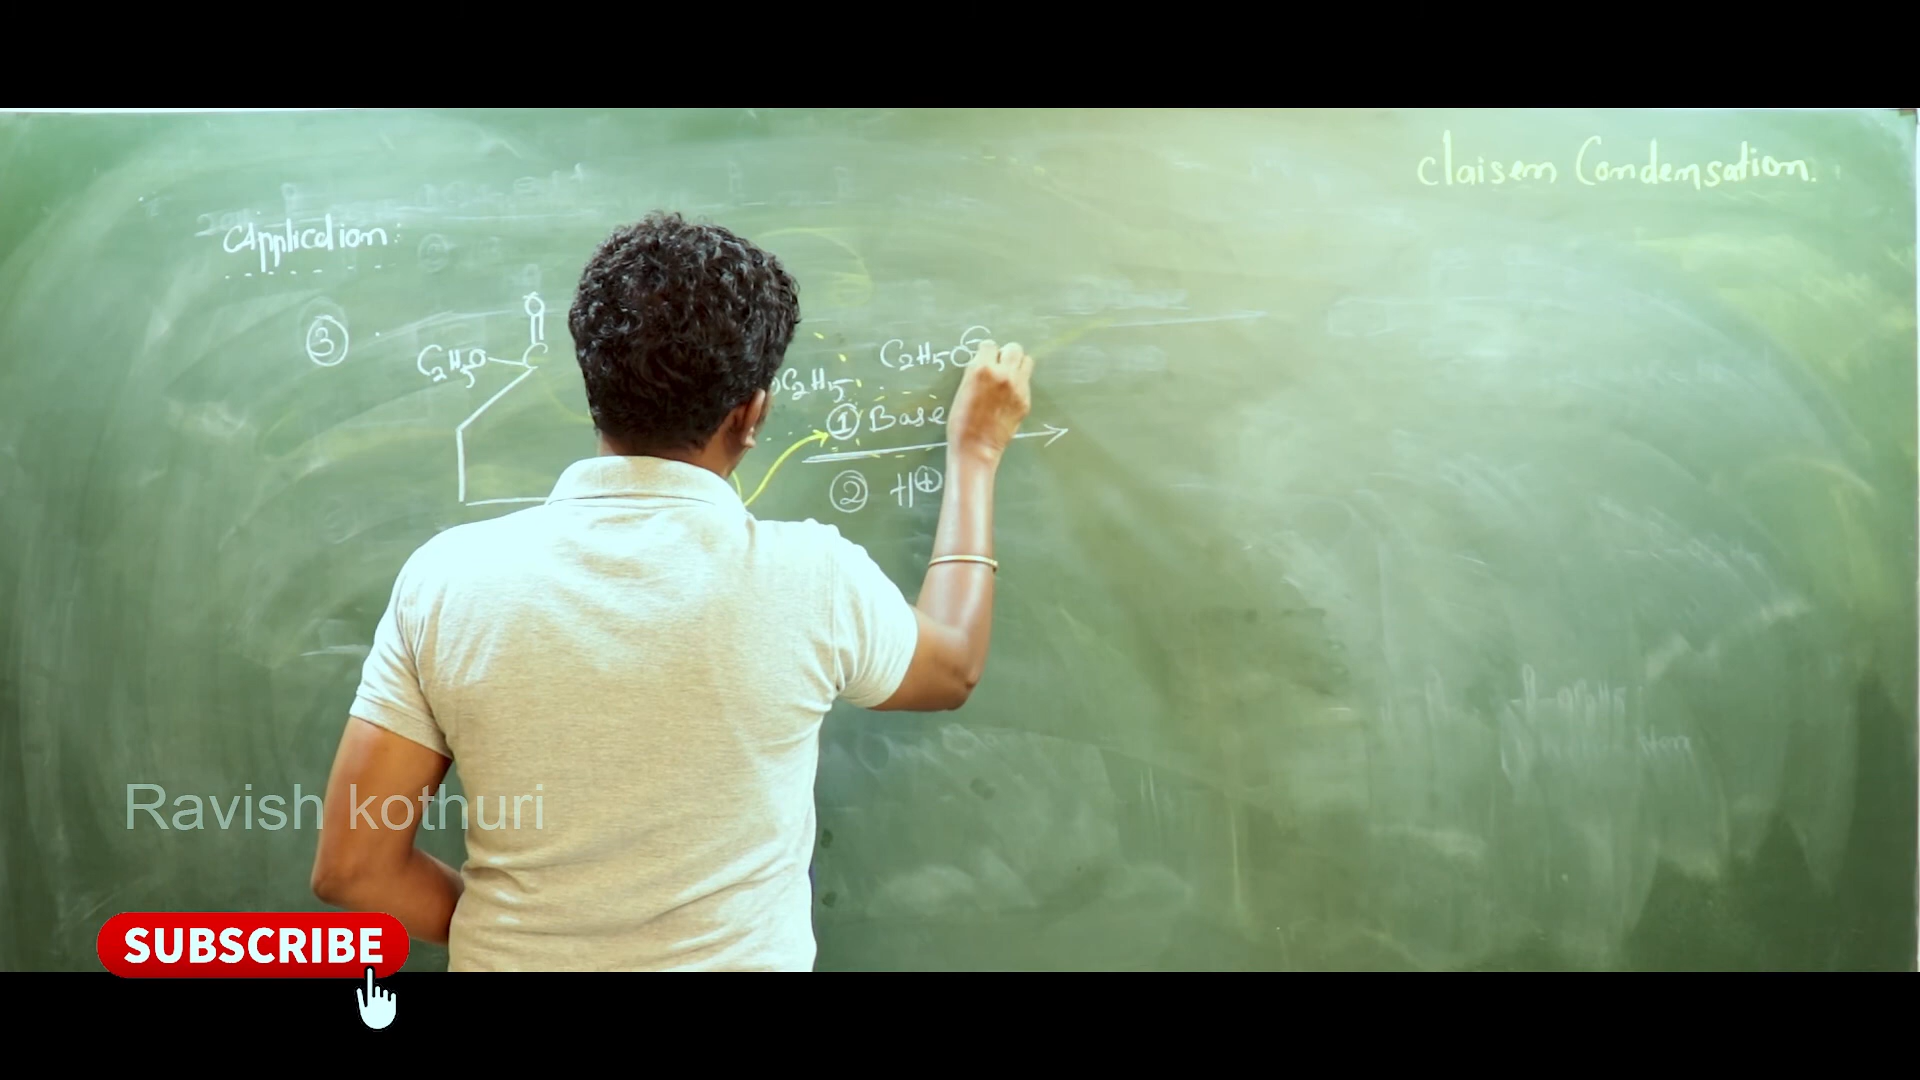 Claisen Condensation.
Application:
③
O
C2H5O C
OC2H5
C2H5O⊖
① Base
② H⊕
Ravish kothuri
SUBSCRIBE